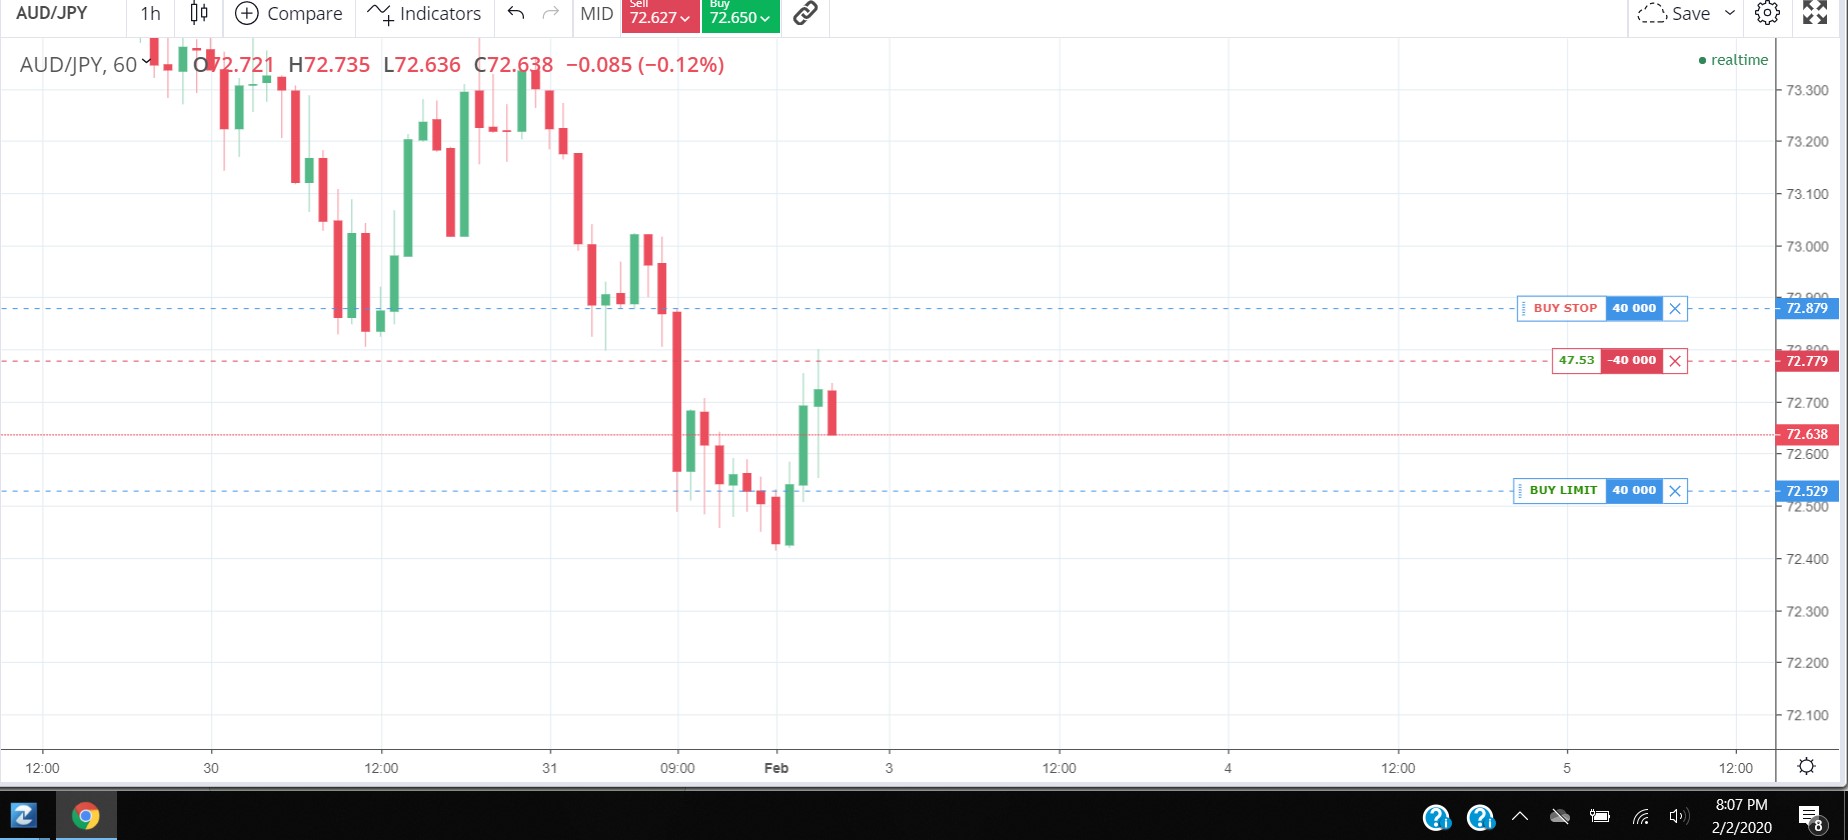 AUD/JPY 1h Compare Indicators MID Sell 72.627 Buy 72.650 Save
AUD/JPY, 60 O72.721 H72.735 L72.636 C72.638 −0.085 (−0.12%)
realtime
73.300
73.200
73.100
73.000
72.900
BUY STOP 40 000 72.879
72.800
47.53 -40 000 72.779
72.700
72.638
72.600
BUY LIMIT 40 000 72.529
72.500
72.400
72.300
72.200
72.100
12:00 30 12:00 31 09:00 Feb 3 12:00 4 12:00 5 12:00
8:07 PM
2/2/2020
8